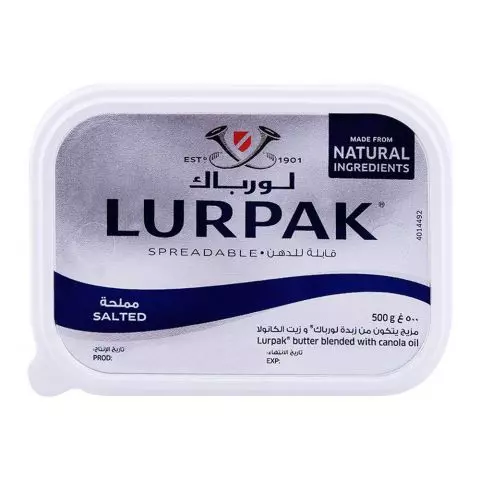 MADE FROM
NATURAL
INGREDIENTS
ESTD 1901
لورباك
LURPAK®
SPREADABLE • قابلة للدهن
4014492
مملحة
SALTED
500 g غ ٥٠٠
مزيج يتكون من زبدة لورباك® و زيت الكانولا
Lurpak® butter blended with canola oil
تاريخ الإنتاج:
PROD:
تاريخ الانتهاء:
EXP: